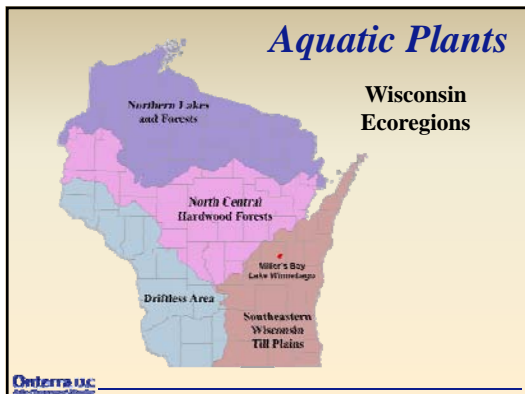 Aquatic Plants
Wisconsin
Ecoregions
Northern Lakes
and Forests
North Central
Hardwood Forests
Miller's Bay
Lake Winnebago
Driftless Area
Southeastern
Wisconsin
Till Plains
Onterra LLC